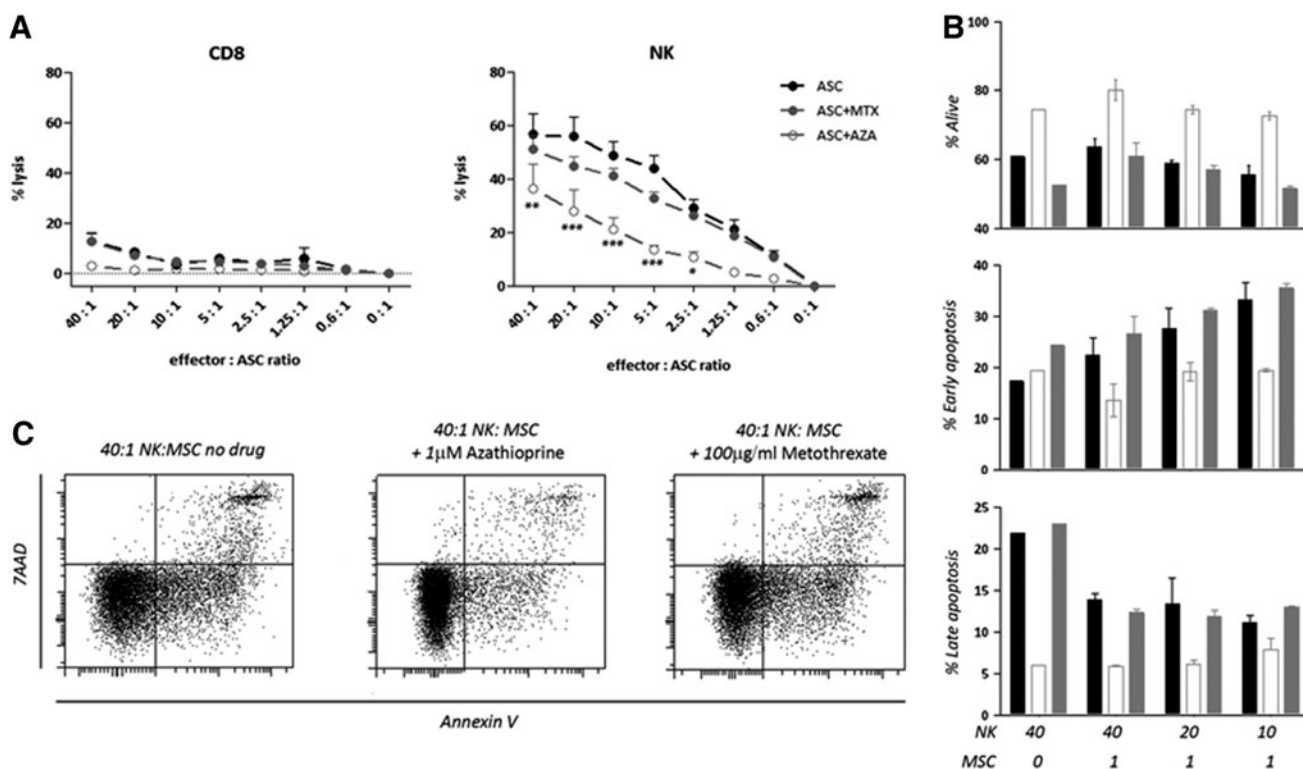 A
CD8
80
60
40
20
0
% lysis
40:1
20:1
10:1
5:1
2.5:1
1.25:1
0.6:1
0:1
effector : ASC ratio
NK
80
60
40
20
0
% lysis
##
###
###
###
*
40:1
20:1
10:1
5:1
2.5:1
1.25:1
0.6:1
0:1
effector : ASC ratio
ASC
ASC+MTX
ASC+AZA
B
100
80
60
40
% Alive
40
30
20
10
0
% Early apoptosis
25
20
15
10
5
0
% Late apoptosis
NK 40 40 20 10
MSC 0 1 1 1
C
40:1 NK:MSC no drug
40:1 NK: MSC
+ 1µM Azathioprine
40:1 NK: MSC
+ 100µg/ml Metothrexate
7AAD
Annexin V